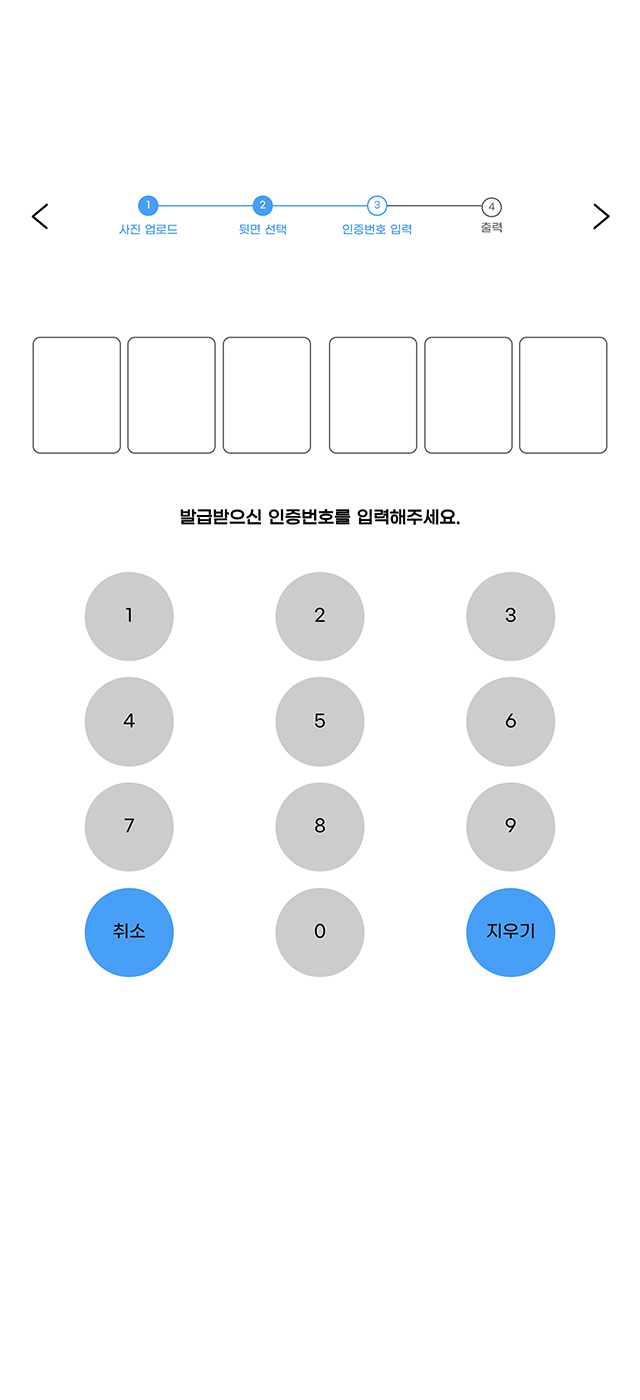 1 2 3 4
사진 업로드 뒷면 선택 인증번호 입력 출력
발급받으신 인증번호를 입력해주세요.
1 2 3
4 5 6
7 8 9
취소 0 지우기